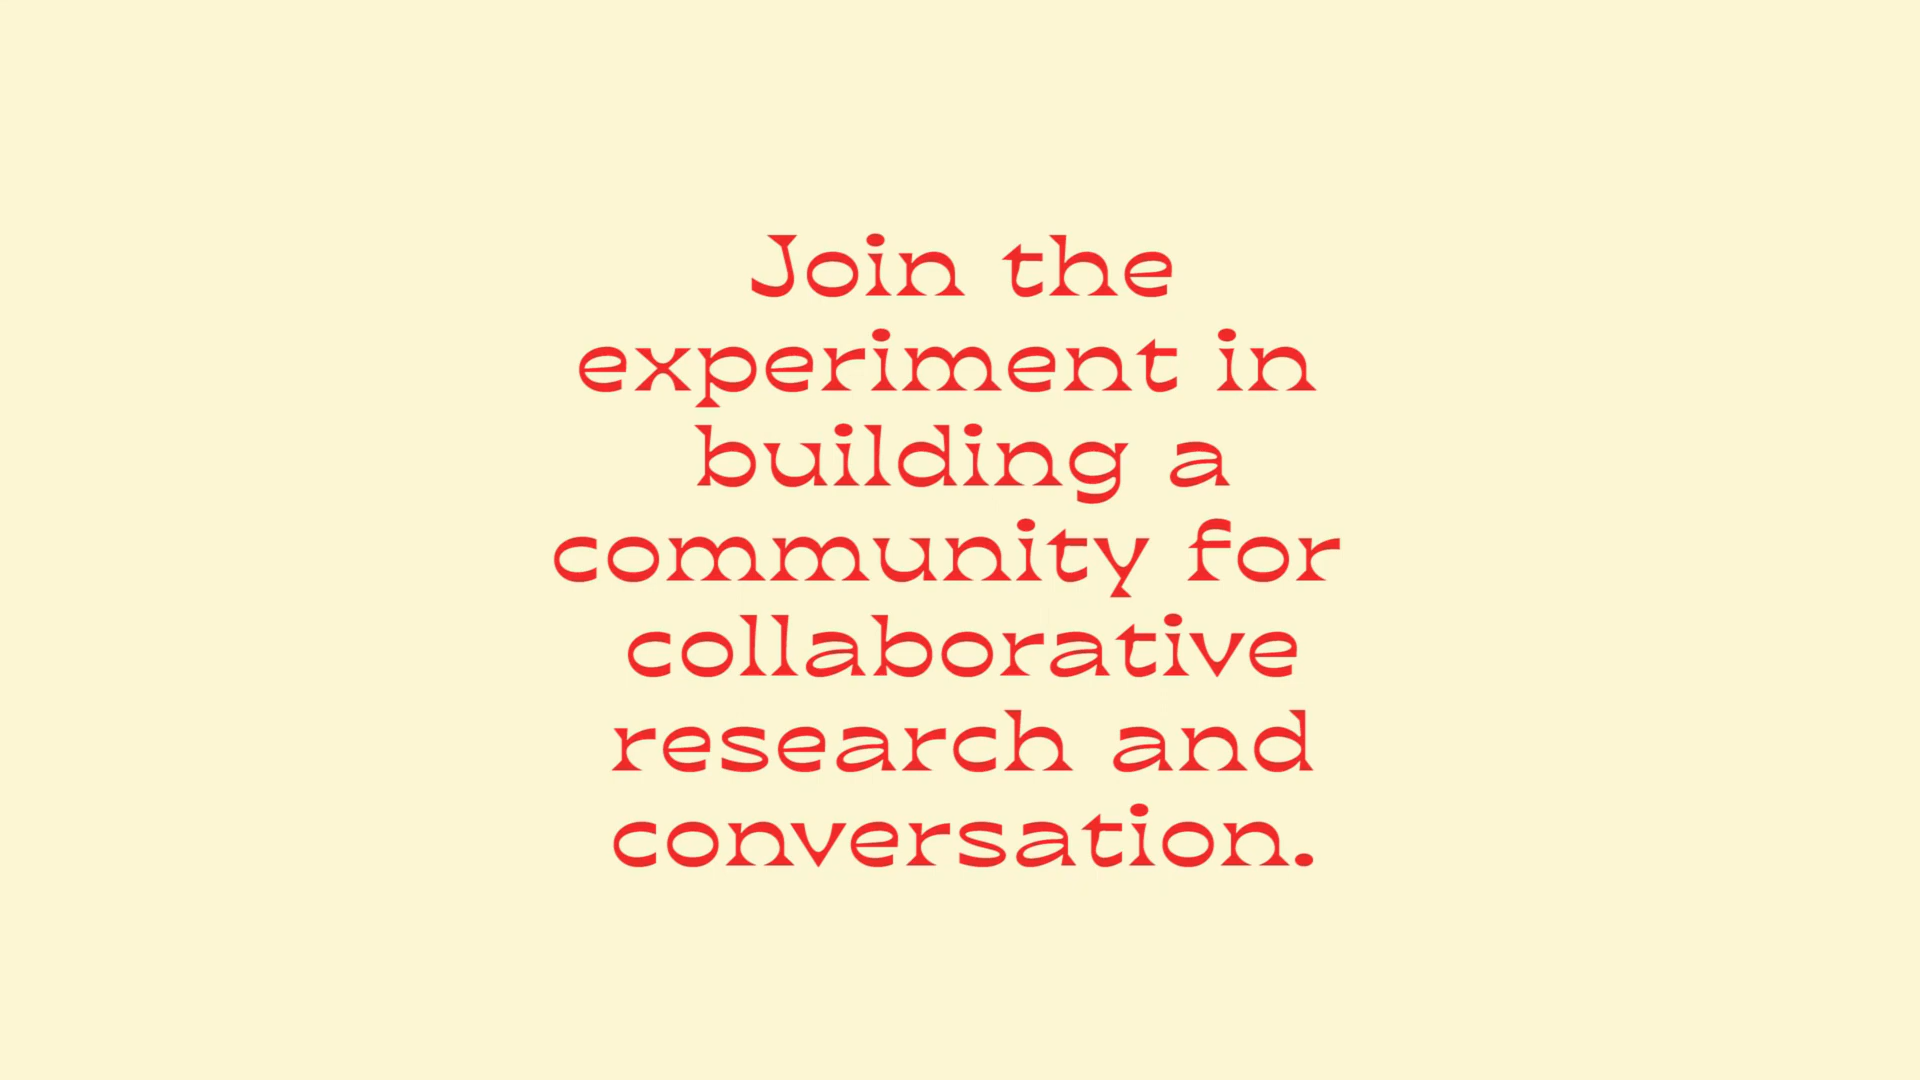 Join the
experiment in
building a
community for
collaborative
research and
conversation.